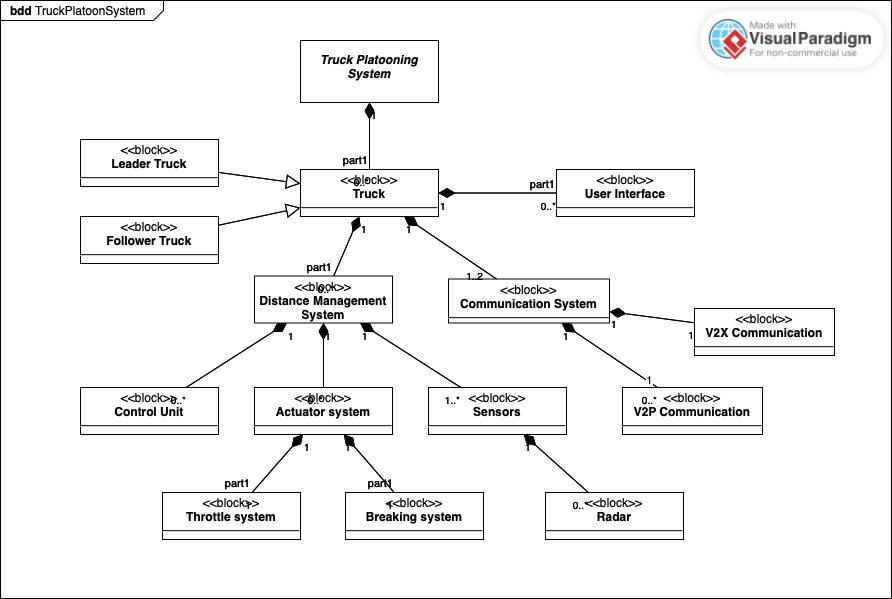 bdd TruckPlatoonSystem
Made with
VisualParadigm
For non-commercial use
Truck Platooning
System
1
part1
0..*
<<block>>
Leader Truck
<<block>>
Truck
1
part1
0..*
<<block>>
User Interface
<<block>>
Follower Truck
1
1
part1
0..*
1..2
<<block>>
Distance Management
System
<<block>>
Communication System
1
1
<<block>>
V2X Communication
1
1
1
1
1
0..*
<<block>>
Control Unit
0..*
<<block>>
Actuator system
1..*
<<block>>
Sensors
0..*
<<block>>
V2P Communication
1
1
1
part1
part1
1
<<block>>
Throttle system
1
<<block>>
Breaking system
0..*
<<block>>
Radar